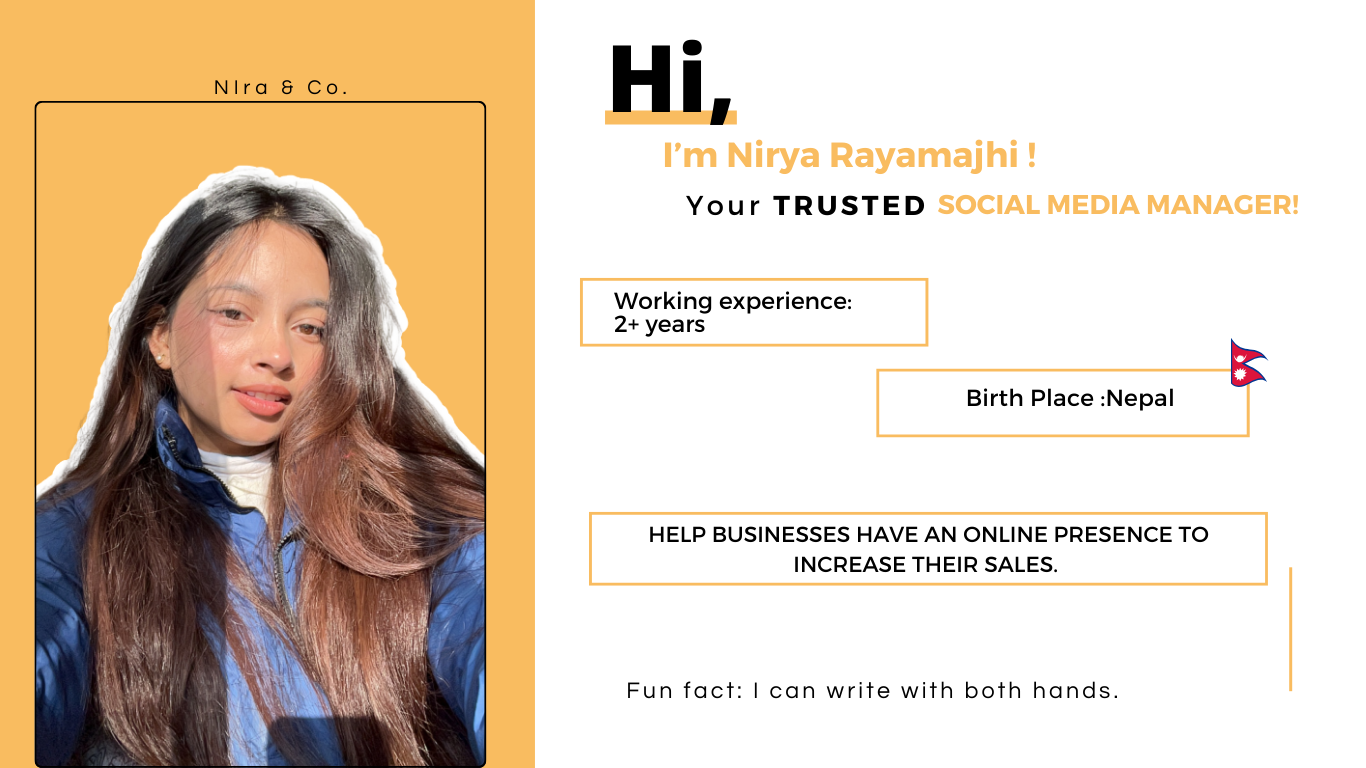 NIra & Co.
Hi,
I’m Nirya Rayamajhi !
Your TRUSTED SOCIAL MEDIA MANAGER!
Working experience:
2+ years
Birth Place :Nepal
HELP BUSINESSES HAVE AN ONLINE PRESENCE TO
INCREASE THEIR SALES.
Fun fact: I can write with both hands.